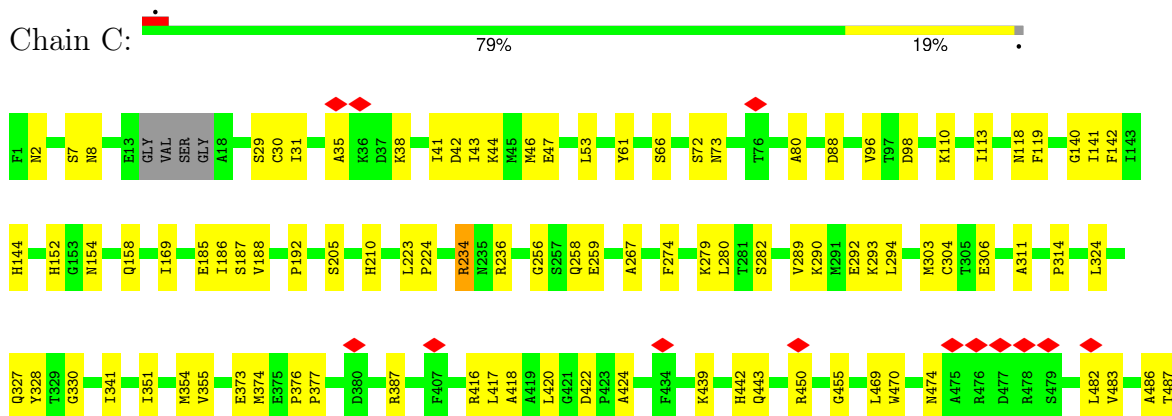 Chain C:
•
79%
19%
•
F1 N2 S7 N8 E13 GLY VAL SER GLY A18 S29 C30 I31 A35 K36 D37 K38 I41 D42 I43 K44 M45 M46 E47 L53 Y61 S66 S72 N73 T76 A80 D88 V96 T97 D98 K110 I113 N118 F119 G140 I141 F142 I143
H144 H152 G153 N154 Q158 I169 E185 I186 S187 V188 P192 S205 H210 L223 P224 R234 N235 R236 G256 S257 Q258 E259 A267 F274 K279 L280 T281 S282 V289 K290 M291 E292 K293 L294 M303 C304 T305 E306 A311 P314 L324
Q327 Y328 T329 G330 I341 I351 M354 V355 E373 M374 E375 P376 P377 D380 R387 F407 R416 L417 A418 A419 L420 G421 D422 P423 A424 F434 K439 H442 Q443 R450 G455 L469 W470 N474 A475 R476 D477 R478 S479 L482 V483 A486 T487